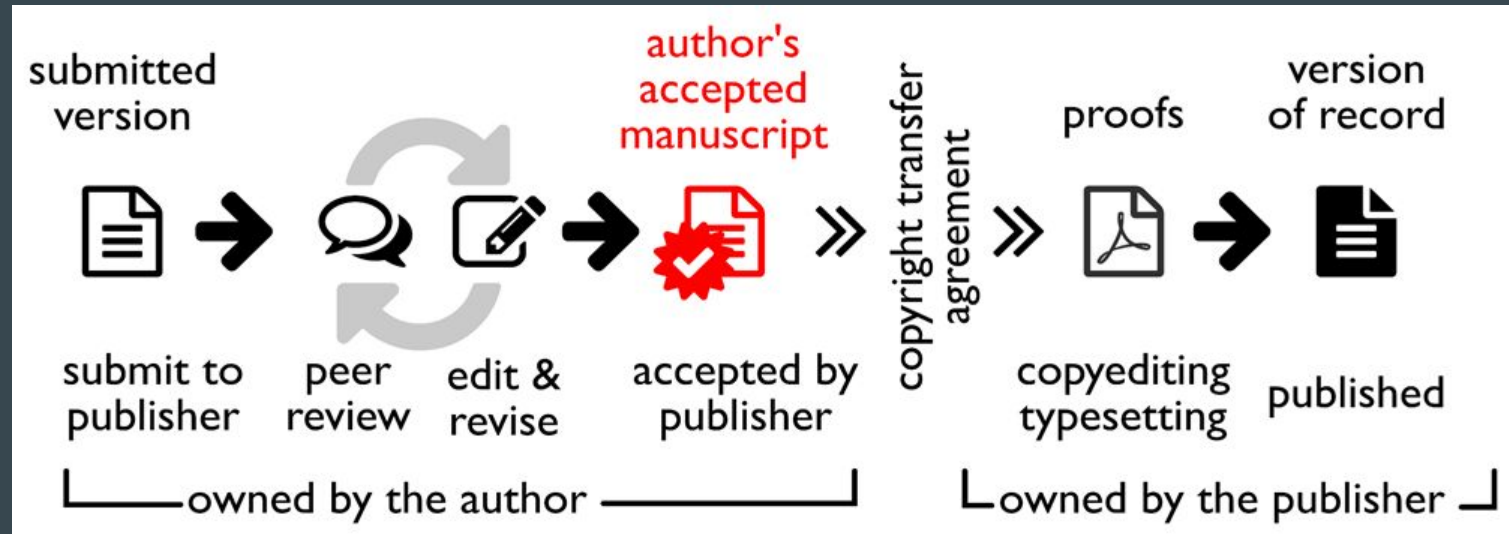 submitted
version
author's
accepted
manuscript
copyright transfer
agreement
proofs
version
of record
submit to
publisher
peer
review
edit &
revise
accepted by
publisher
copyediting
typesetting
published
owned by the author
owned by the publisher